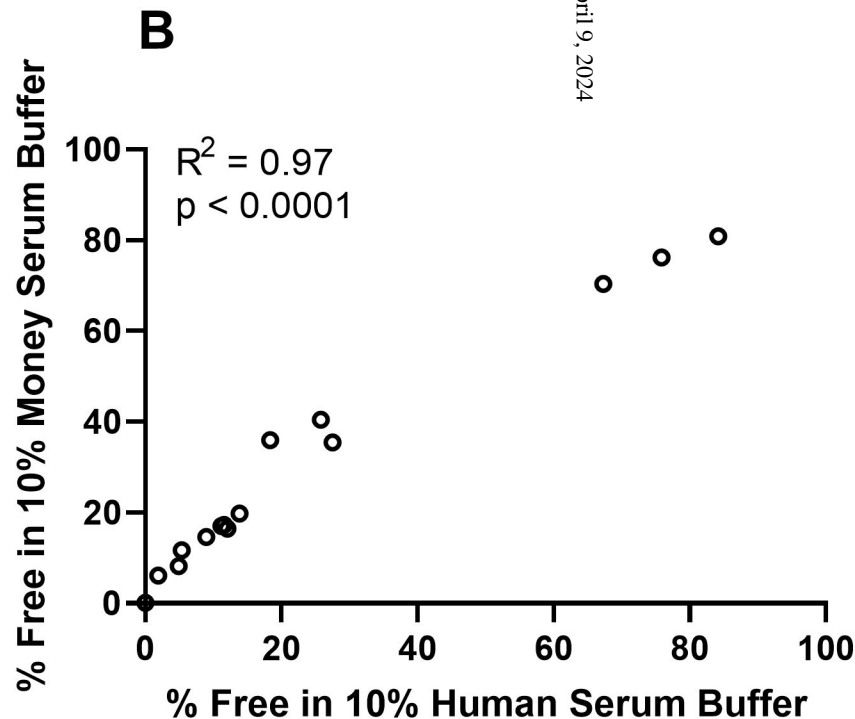 B
pril 9, 2024
R² = 0.97
p < 0.0001
% Free in 10% Money Serum Buffer
100
80
60
40
20
0
0 20 40 60 80 100
% Free in 10% Human Serum Buffer